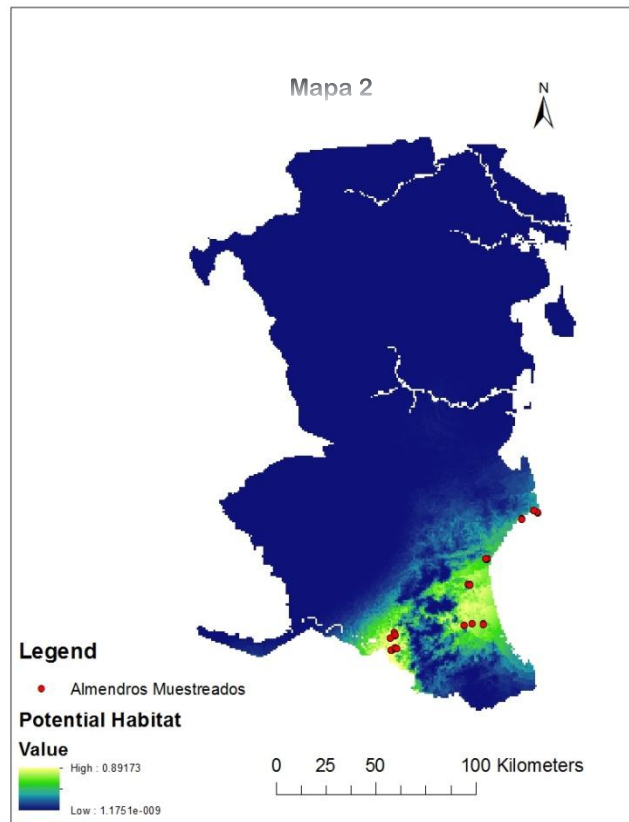 Mapa 2
N
Legend
Almendros Muestreados
Potential Habitat
Value
High : 0.89173
Low : 1.1751e-009
0 25 50 100 Kilometers